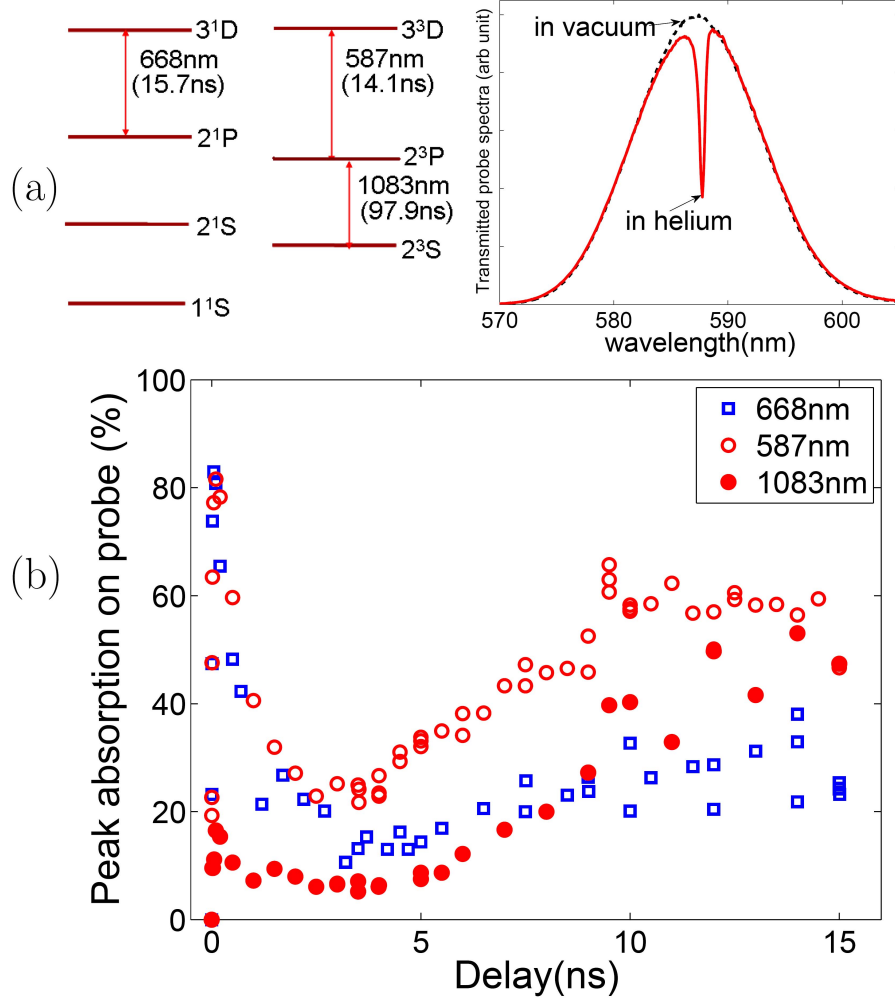 3¹D
3³D
668nm
(15.7ns)
587nm
(14.1ns)
2¹P
2³P
1083nm
(97.9ns)
2¹S
2³S
1¹S
(a)
Transmitted probe spectra (arb unit)
in vacuum
in helium
570 580 590 600
wavelength(nm)
(b)
Peak absorption on probe (%)
100
80
60
40
20
0
668nm
587nm
1083nm
0 5 10 15
Delay(ns)